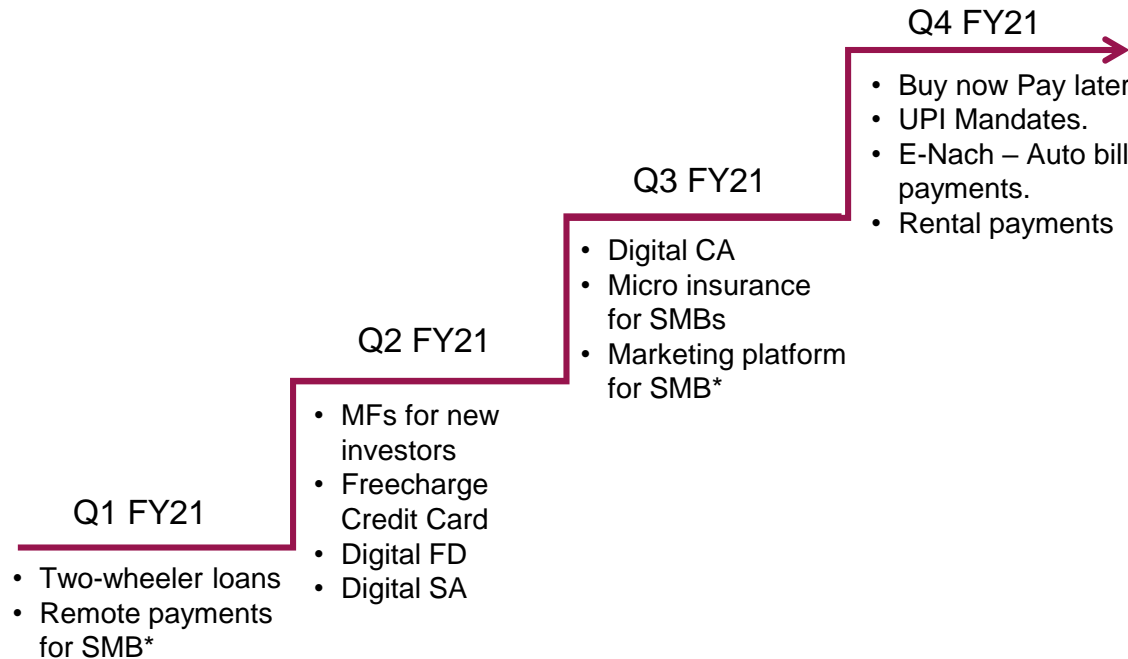 Q4 FY21
• Buy now Pay later
• UPI Mandates.
• E-Nach – Auto bill
payments.
• Rental payments
Q3 FY21
• Digital CA
• Micro insurance
for SMBs
• Marketing platform
for SMB*
Q2 FY21
• MFs for new
investors
• Freecharge
Credit Card
• Digital FD
• Digital SA
Q1 FY21
• Two-wheeler loans
• Remote payments
for SMB*